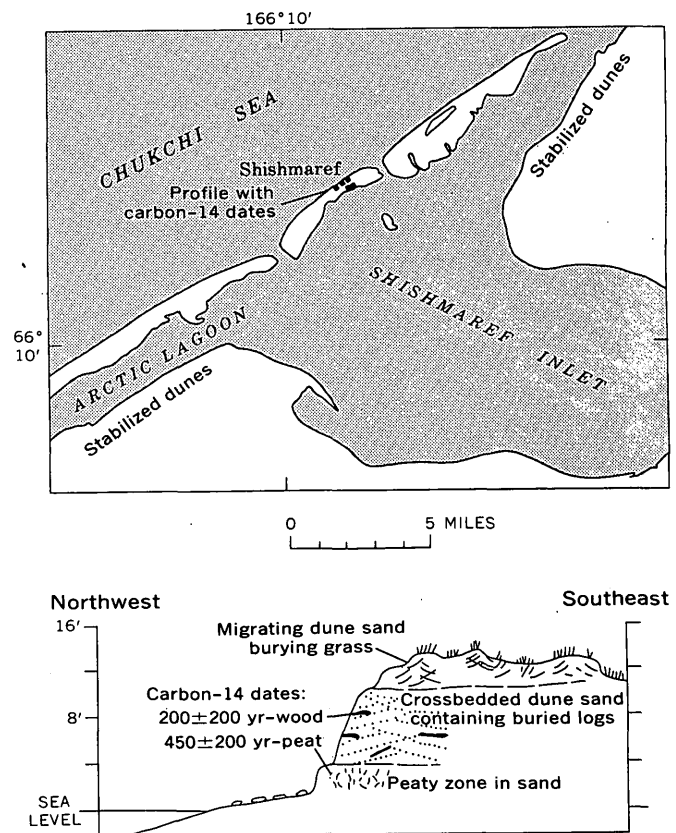 166° 10′
CHUKCHI SEA
Stabilized dunes
Shishmaref
Profile with
carbon-14 dates
SHISHMAREF INLET
66°
10′
ARCTIC LAGOON
Stabilized dunes
0 5 MILES
Northwest
Southeast
16′
Migrating dune sand
burying grass
Carbon-14 dates:
200±200 yr-wood
450±200 yr-peat
Crossbedded dune sand
containing buried logs
8′
Peaty zone in sand
SEA
LEVEL